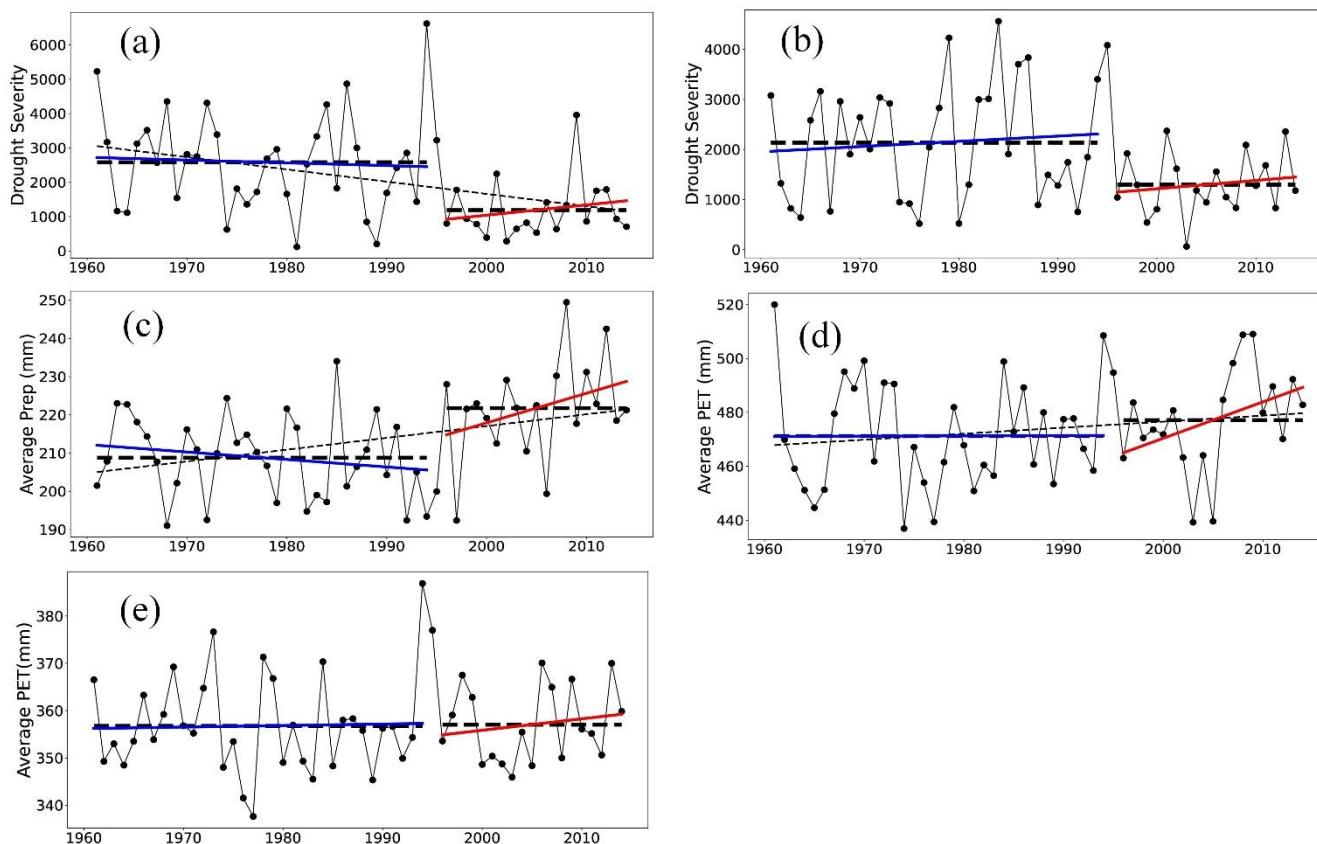 (a)
Drought Severity
6000
5000
4000
3000
2000
1000
0
1960 1970 1980 1990 2000 2010
(b)
Drought Severity
4000
3000
2000
1000
0
1960 1970 1980 1990 2000 2010
(c)
Average Prep (mm)
250
240
230
220
210
200
190
1960 1970 1980 1990 2000 2010
(d)
Average PET (mm)
520
500
480
460
440
1960 1970 1980 1990 2000 2010
(e)
Average PET(mm)
380
370
360
350
340
1960 1970 1980 1990 2000 2010